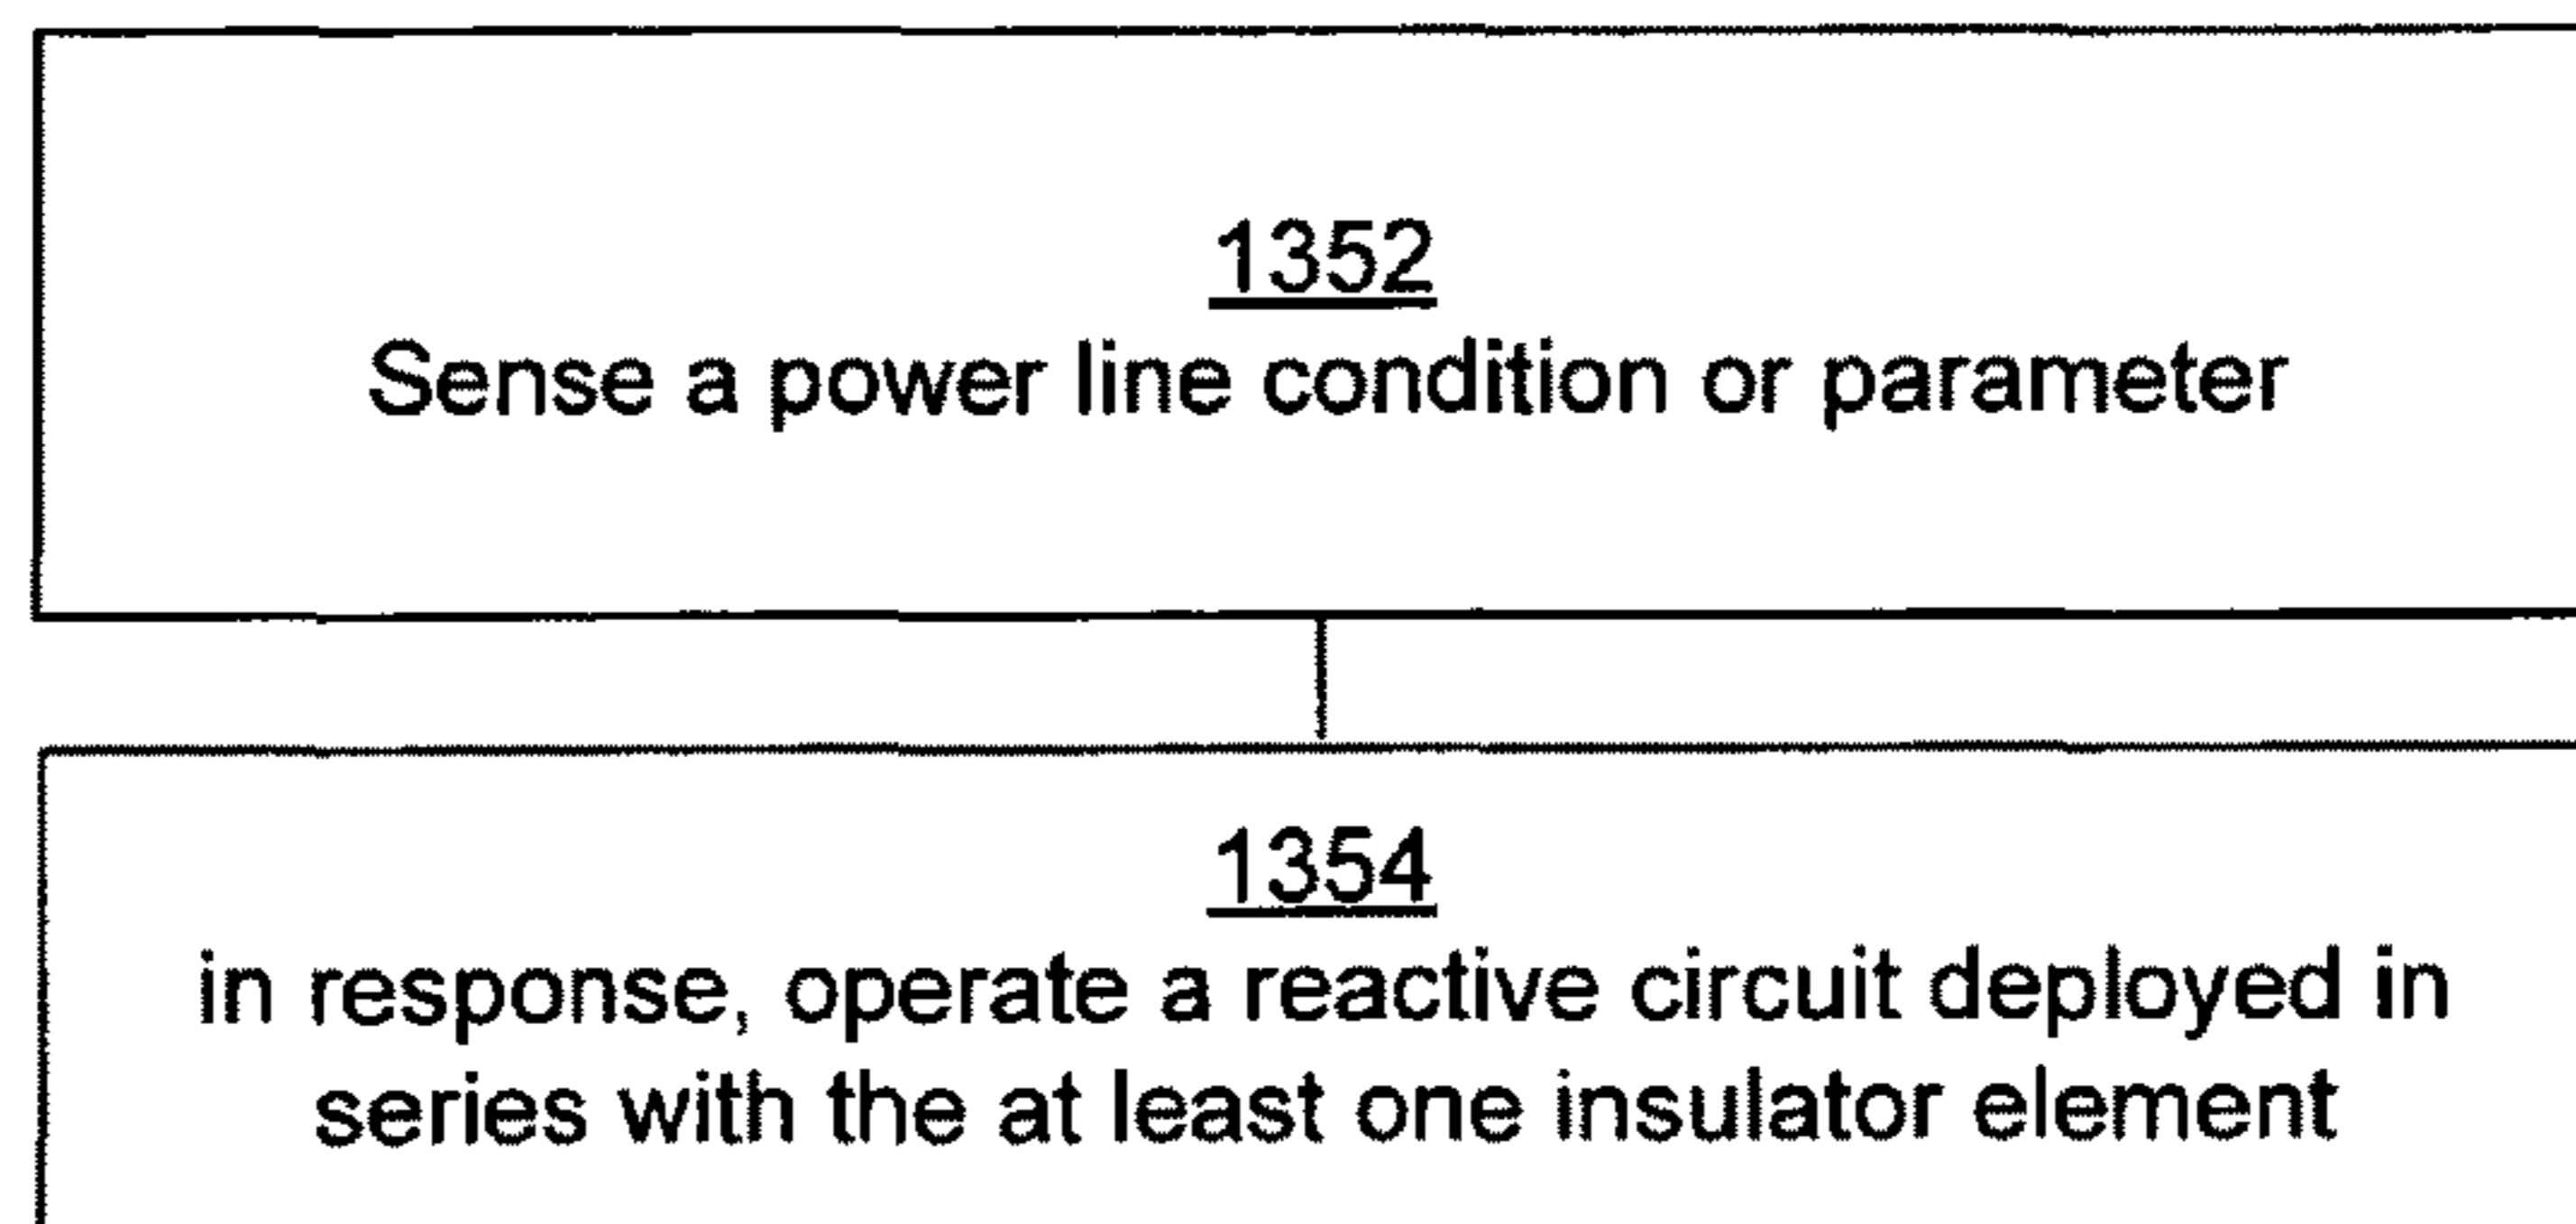 1352
Sense a power line condition or parameter
1354
in response, operate a reactive circuit deployed in
series with the at least one insulator element